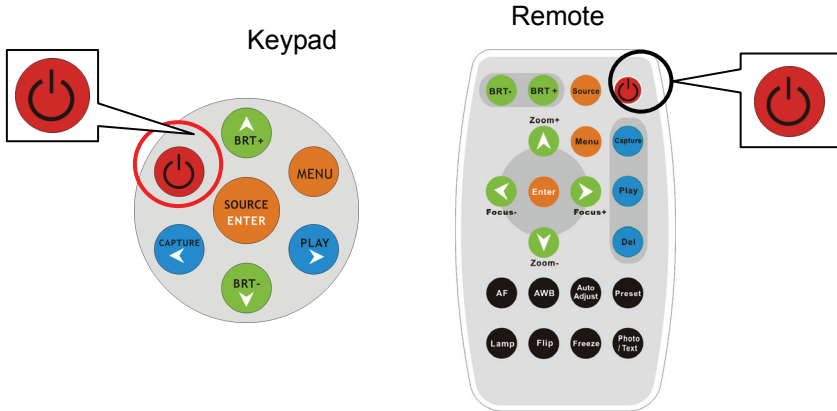 Keypad
BRT+
MENU
SOURCE
ENTER
CAPTURE
PLAY
BRT-
Remote
BRT-
BRT +
Source
Zoom+
Menu
Capture
Focus-
Enter
Focus+
Play
Zoom-
Del
AF
AWB
Auto
Adjust
Preset
Lamp
Flip
Freeze
Photo
/ Text